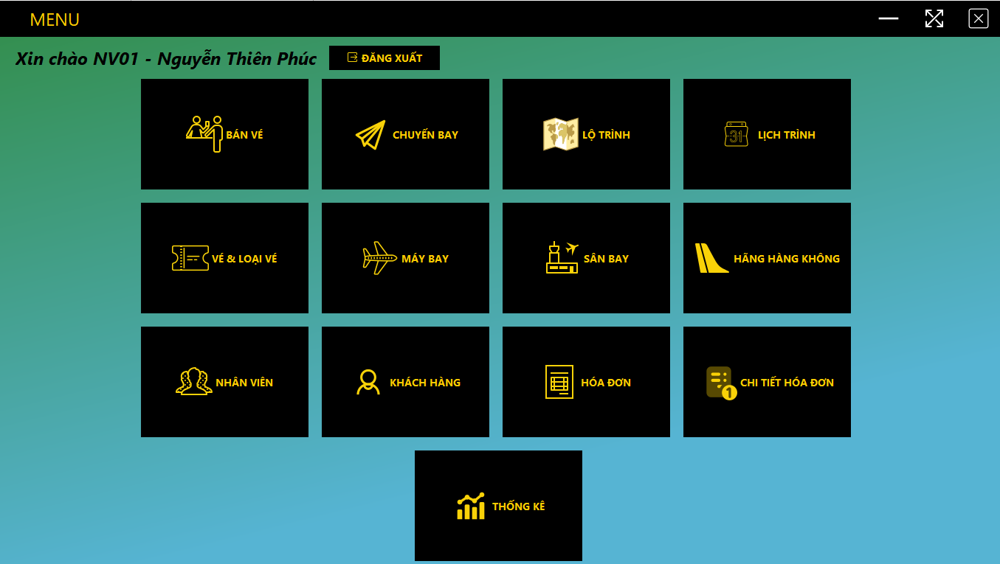 MENU
Xin chào NV01 - Nguyễn Thiên Phúc
ĐĂNG XUẤT
BÁN VÉ
CHUYẾN BAY
LỘ TRÌNH
31
LỊCH TRÌNH
VÉ & LOẠI VÉ
MÁY BAY
SÂN BAY
HÃNG HÀNG KHÔNG
NHÂN VIÊN
KHÁCH HÀNG
HÓA ĐƠN
1
CHI TIẾT HÓA ĐƠN
THỐNG KÊ